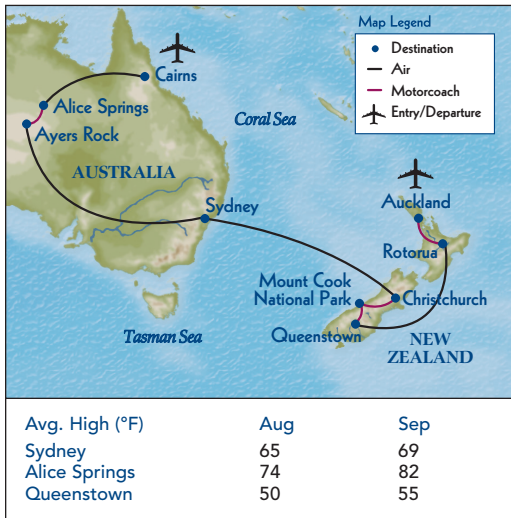 Map Legend
Destination
Air
Motorcoach
Entry/Departure
Cairns
Alice Springs
Ayers Rock
Coral Sea
AUSTRALIA
Sydney
Auckland
Rotorua
Mount Cook
National Park
Christchurch
Queenstown
Tasman Sea
NEW
ZEALAND
Avg. High (°F) Aug Sep
Sydney 65 69
Alice Springs 74 82
Queenstown 50 55